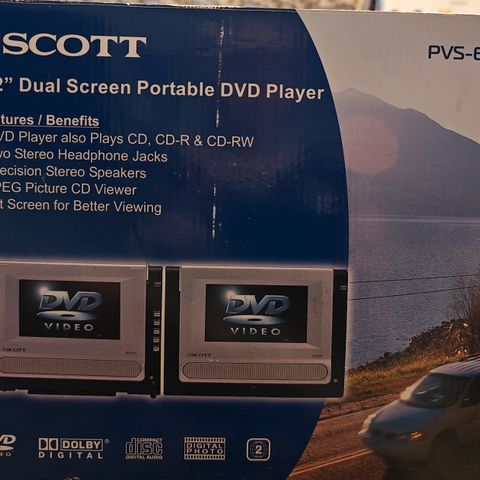 SCOTT
PVS-6
2” Dual Screen Portable DVD Player
tures / Benefits
VD Player also Plays CD, CD-R & CD-RW
vo Stereo Headphone Jacks
ecision Stereo Speakers
PEG Picture CD Viewer
t Screen for Better Viewing
DVD
VIDEO
DVD
VIDEO
SCOTT
SCOTT
DOLBY
DIGITAL
COMPACT
disc
DIGITAL AUDIO
DIGITAL
PHOTO
2